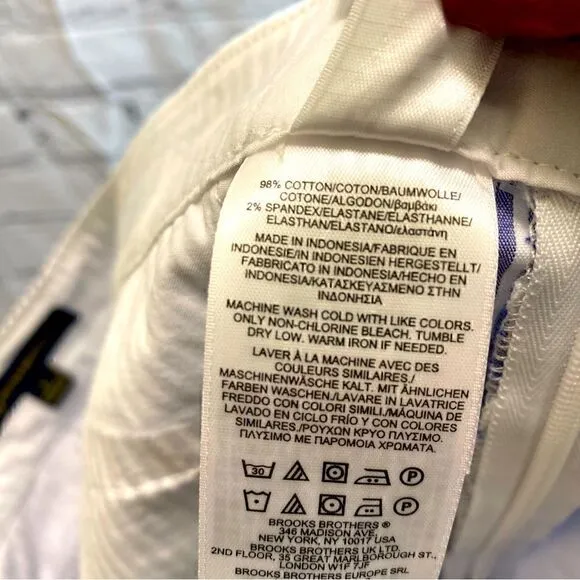 98% COTTON/COTON/BAUMWOLLE/
COTONE/ALGODON/βαμβάκι
2% SPANDEX/ELASTANE/ELASTHANNE/
ELASTHAN/ELASTANO/ελαστάνη
MADE IN INDONESIA/FABRIQUE EN
INDONÉSIE/IN INDONESIEN HERGESTELLT/
FABBRICATO IN INDONESIA/HECHO EN
INDONESIA/ΚΑΤΑΣΚΕΥΑΣΜΕΝΟ ΣΤΗΝ
ΙΝΔΟΝΗΣΙΑ
MACHINE WASH COLD WITH LIKE COLORS.
ONLY NON-CHLORINE BLEACH. TUMBLE
DRY LOW. WARM IRON IF NEEDED.
LAVER À LA MACHINE AVEC DES
COULEURS SIMILAIRES./
MASCHINENWÄSCHE KALT. MIT ÄHNLICHEN
FARBEN WASCHEN./LAVARE IN LAVATRICE
FREDDO CON COLORI SIMILI./MÁQUINA DE
LAVADO EN CICLO FRÍO Y CON COLORES
SIMILARES./ΡΟΥΧΩΝ ΚΡΥΟ ΠΛΥΣΙΜΟ.
ΠΛΥΣΙΜΟ ΜΕ ΠΑΡΟΜΟΙΑ ΧΡΩΜΑΤΑ.
30 P
P
BROOKS BROTHERS ®
346 MADISON AVE,
NEW YORK, NY 10017 USA
BROOKS BROTHERS UK LTD,
2ND FLOOR, 35 GREAT MARLBOROUGH ST.,
LONDON W1F 7JF
BROOKS BROTHERS EUROPE SRL